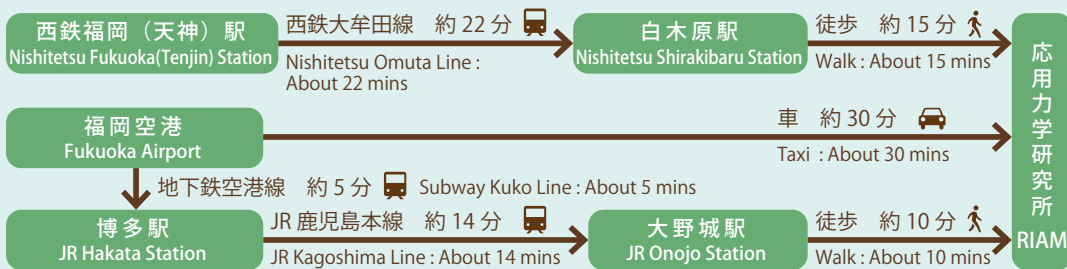 西鉄福岡（天神）駅
Nishitetsu Fukuoka(Tenjin) Station
西鉄大牟田線　約 22 分
Nishitetsu Omuta Line :
About 22 mins
白木原駅
Nishitetsu Shirakibaru Station
徒歩　約 15 分
Walk : About 15 mins
福岡空港
Fukuoka Airport
車　約 30 分
Taxi : About 30 mins
地下鉄空港線　約 5 分
Subway Kuko Line : About 5 mins
博多駅
JR Hakata Station
JR 鹿児島本線　約 14 分
JR Kagoshima Line : About 14 mins
大野城駅
JR Onojo Station
徒歩　約 10 分
Walk : About 10 mins
応用力学研究所
RIAM